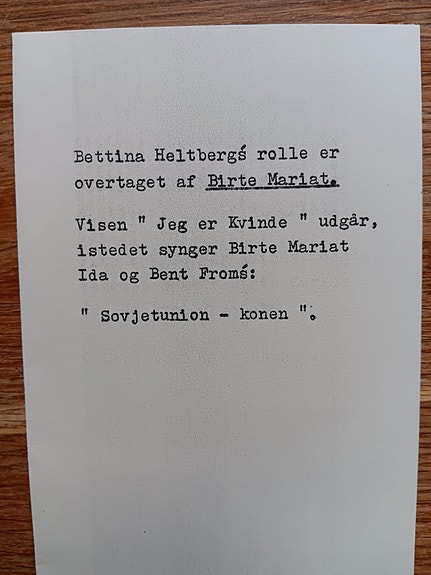 Bettina Heltbergś rolle er
overtaget af Birte Mariat.
Visen " Jeg er Kvinde " udgår,
istedet synger Birte Mariat
Ida og Bent Fromś:
" Sovjetunion - konen ".